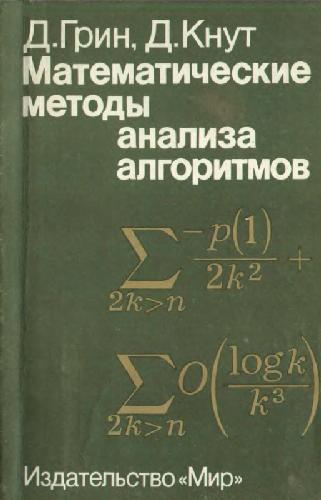 Д.Грин, Д.Кнут
Математические
методы
анализа
алгоритмов
∑ −p(1)/2k² +
2k>n
∑ O(log k/k³)
2k>n
Издательство «Мир»